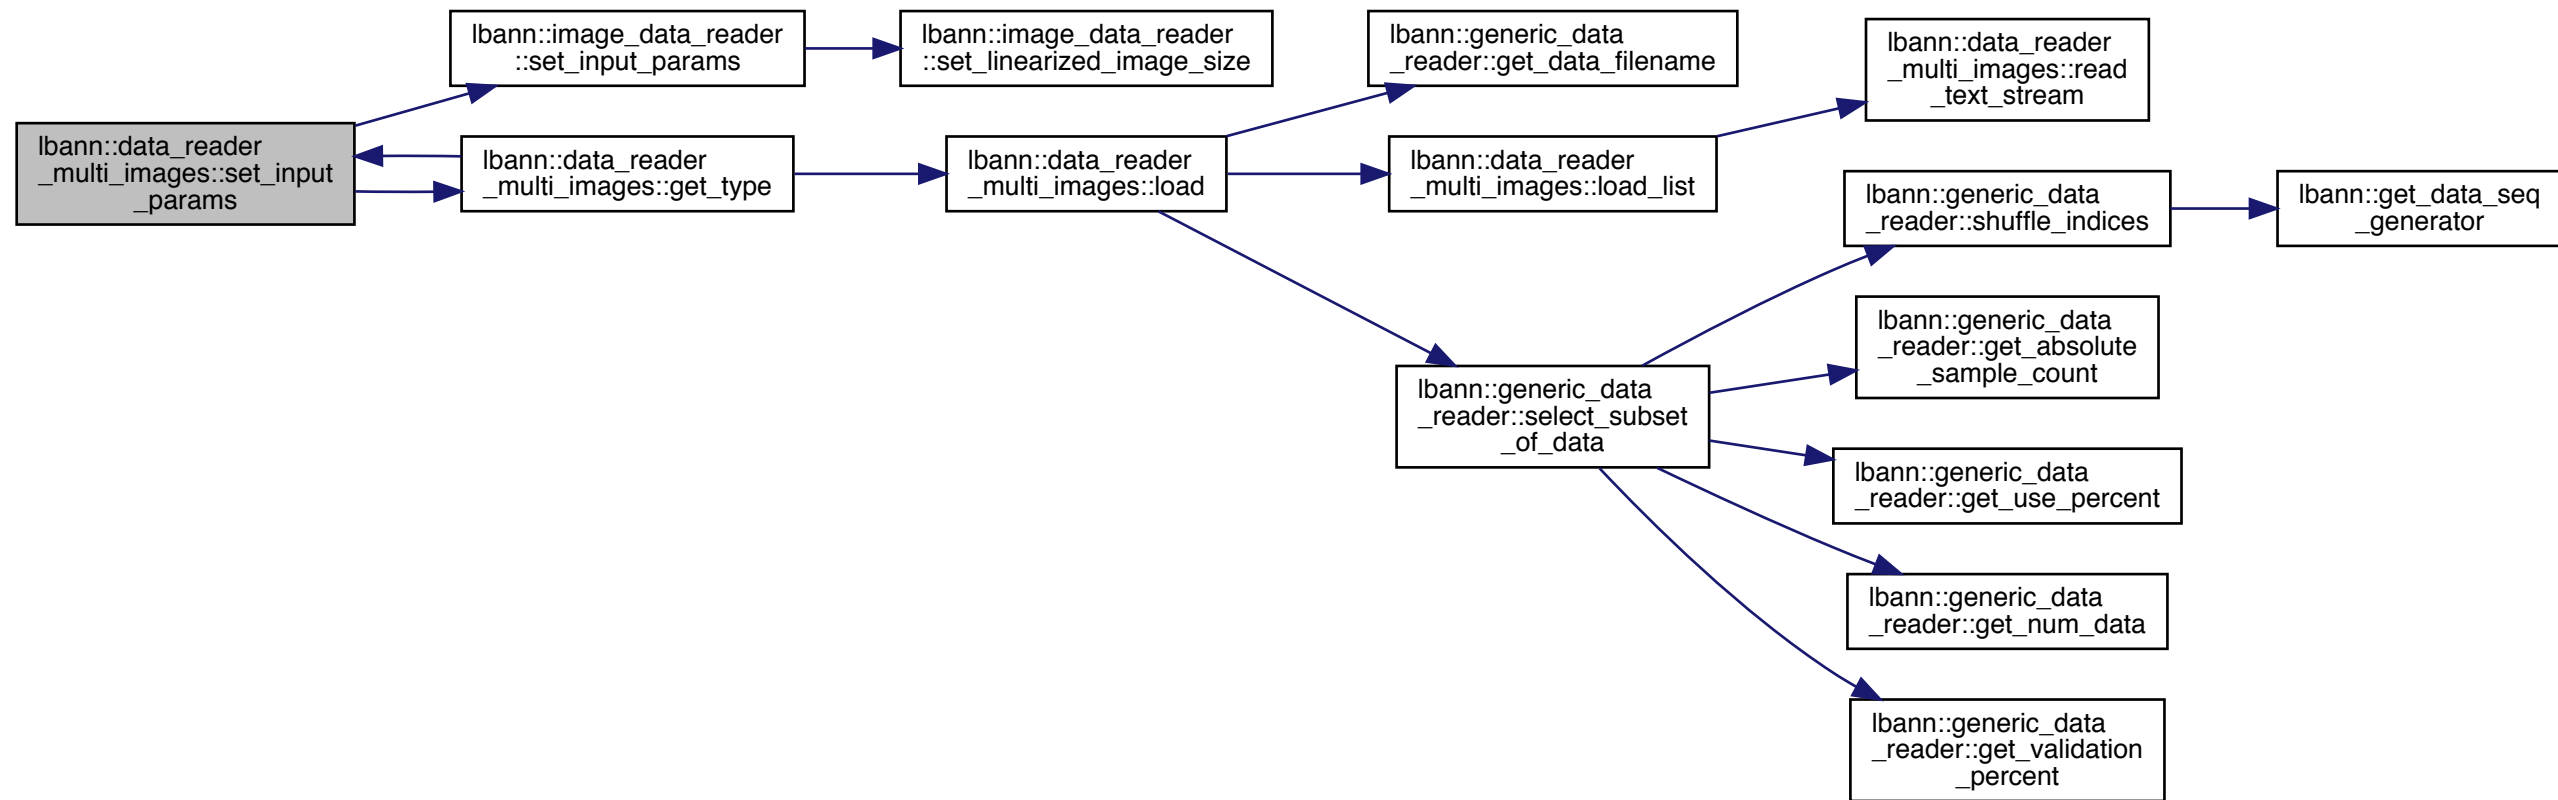 lbann::data_reader
_multi_images::set_input
_params
lbann::image_data_reader
::set_input_params
lbann::image_data_reader
::set_linearized_image_size
lbann::data_reader
_multi_images::get_type
lbann::data_reader
_multi_images::load
lbann::generic_data
_reader::get_data_filename
lbann::data_reader
_multi_images::load_list
lbann::data_reader
_multi_images::read
_text_stream
lbann::generic_data
_reader::select_subset
_of_data
lbann::generic_data
_reader::shuffle_indices
lbann::get_data_seq
_generator
lbann::generic_data
_reader::get_absolute
_sample_count
lbann::generic_data
_reader::get_use_percent
lbann::generic_data
_reader::get_num_data
lbann::generic_data
_reader::get_validation
_percent